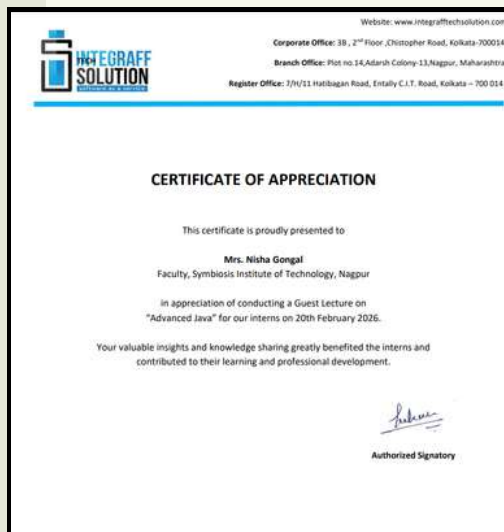 Website: www.integrafftechsolution.com
Corporate Office: 3B , 2nd Floor ,Chistopher Road, Kolkata-700014
Branch Office: Plot no.14,Adarsh Colony-13,Nagpur, Maharashtra
Register Office: 7/H/11 Hatibagan Road, Entally C.I.T. Road, Kolkata – 700 014
INTEGRAFF
TECH
SOLUTION
software as a service
CERTIFICATE OF APPRECIATION
This certificate is proudly presented to
Mrs. Nisha Gongal
Faculty, Symbiosis Institute of Technology, Nagpur
in appreciation of conducting a Guest Lecture on
"Advanced Java" for our interns on 20th February 2026.
Your valuable insights and knowledge sharing greatly benefited the interns and
contributed to their learning and professional development.
Authorized Signatory